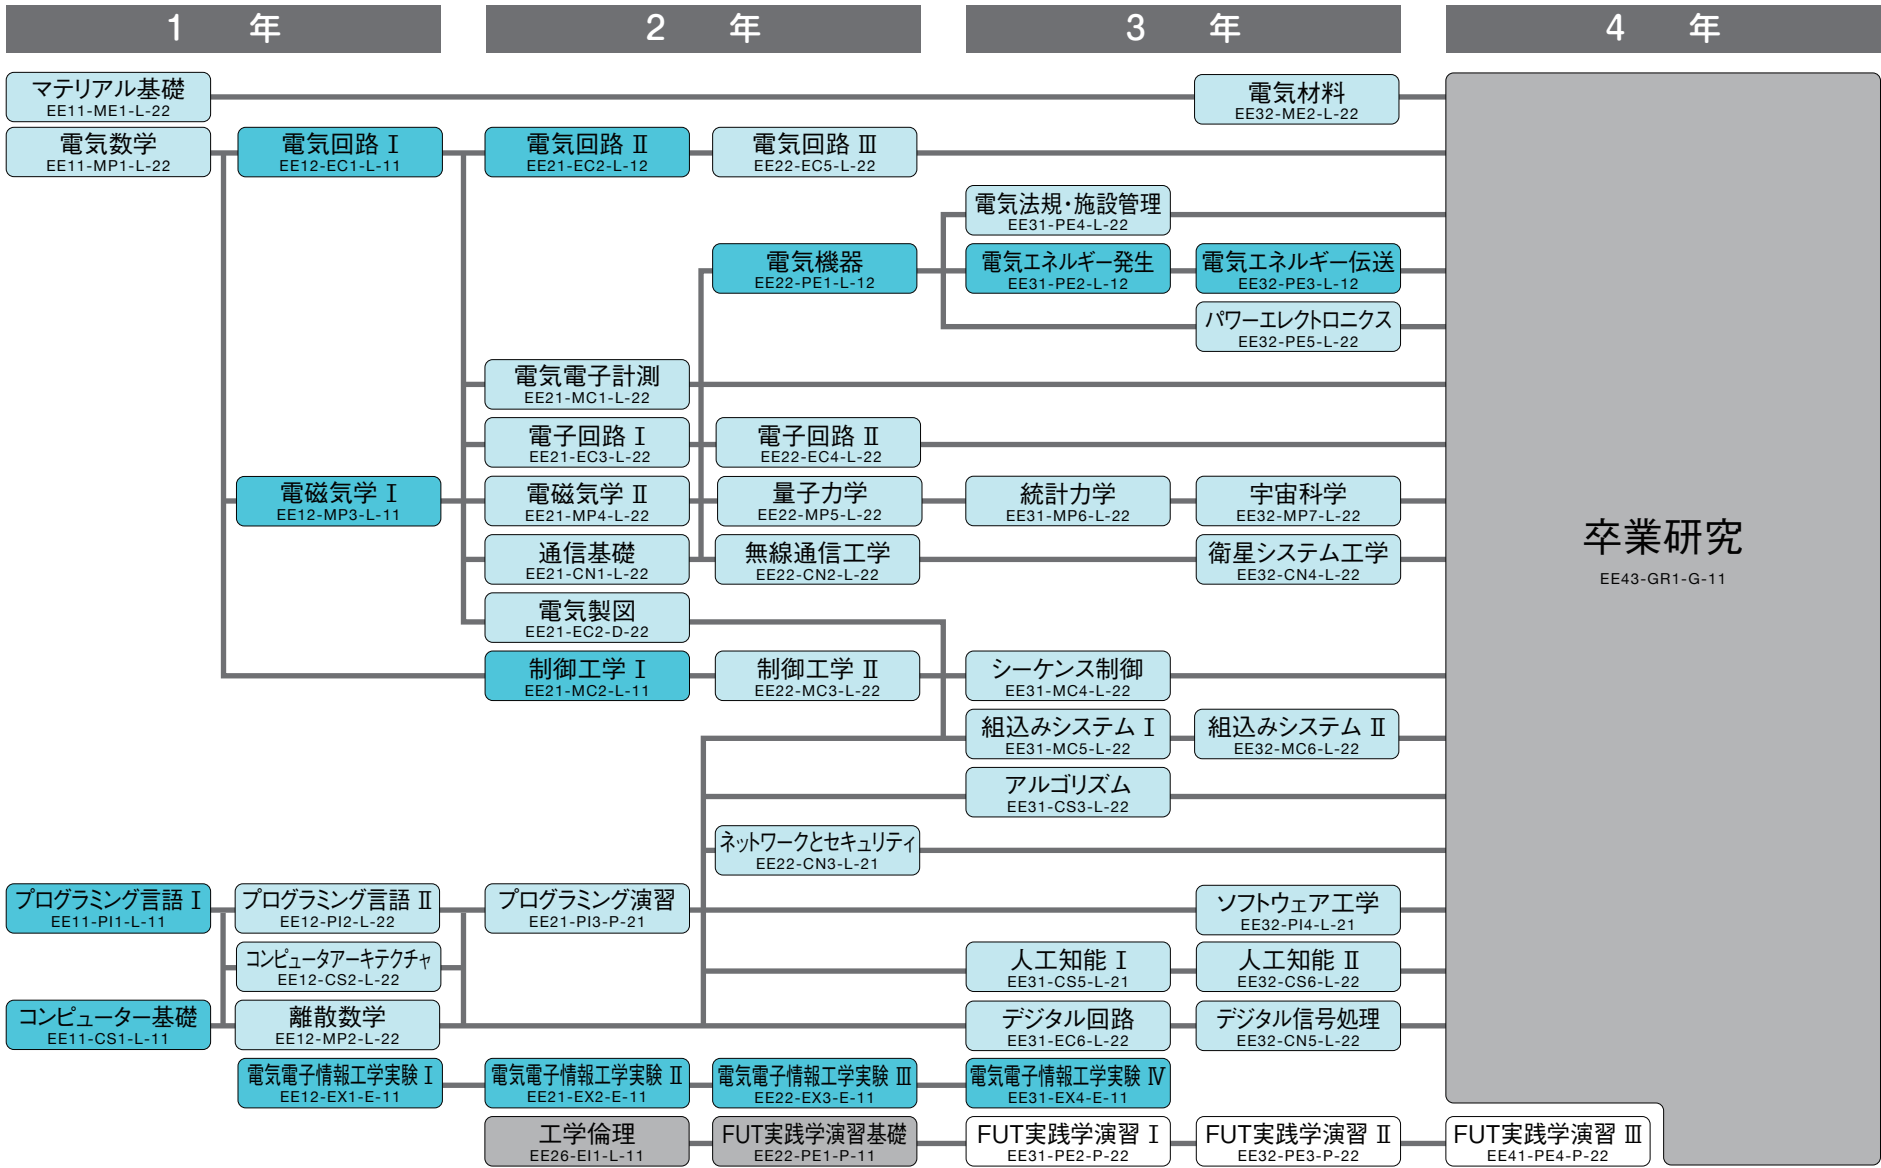 1 年
2 年
3 年
4 年
マテリアル基礎
EE11-ME1-L-22
電気材料
EE32-ME2-L-22
電気数学
EE11-MP1-L-22
電気回路 Ⅰ
EE12-EC1-L-11
電気回路 Ⅱ
EE21-EC2-L-12
電気回路 Ⅲ
EE22-EC5-L-22
電気法規・施設管理
EE31-PE4-L-22
電気機器
EE22-PE1-L-12
電気エネルギー発生
EE31-PE2-L-12
電気エネルギー伝送
EE32-PE3-L-12
パワーエレクトロニクス
EE32-PE5-L-22
電気電子計測
EE21-MC1-L-22
電子回路 Ⅰ
EE21-EC3-L-22
電子回路 Ⅱ
EE22-EC4-L-22
電磁気学 Ⅰ
EE12-MP3-L-11
電磁気学 Ⅱ
EE21-MP4-L-22
量子力学
EE22-MP5-L-22
統計力学
EE31-MP6-L-22
宇宙科学
EE32-MP7-L-22
卒業研究
EE43-GR1-G-11
通信基礎
EE21-CN1-L-22
無線通信工学
EE22-CN2-L-22
衛星システム工学
EE32-CN4-L-22
電気製図
EE21-EC2-D-22
制御工学 Ⅰ
EE21-MC2-L-11
制御工学 Ⅱ
EE22-MC3-L-22
シーケンス制御
EE31-MC4-L-22
組込みシステム Ⅰ
EE31-MC5-L-22
組込みシステム Ⅱ
EE32-MC6-L-22
アルゴリズム
EE31-CS3-L-22
ネットワークとセキュリティ
EE22-CN3-L-21
プログラミング言語 Ⅰ
EE11-PI1-L-11
プログラミング言語 Ⅱ
EE12-PI2-L-22
プログラミング演習
EE21-PI3-P-21
ソフトウェア工学
EE32-PI4-L-21
コンピュータアーキテクチャ
EE12-CS2-L-22
人工知能 Ⅰ
EE31-CS5-L-21
人工知能 Ⅱ
EE32-CS6-L-22
コンピューター基礎
EE11-CS1-L-11
離散数学
EE12-MP2-L-22
デジタル回路
EE31-EC6-L-22
デジタル信号処理
EE32-CN5-L-22
電気電子情報工学実験 Ⅰ
EE12-EX1-E-11
電気電子情報工学実験 Ⅱ
EE21-EX2-E-11
電気電子情報工学実験 Ⅲ
EE22-EX3-E-11
電気電子情報工学実験 Ⅳ
EE31-EX4-E-11
工学倫理
EE26-EI1-L-11
FUT実践学演習基礎
EE22-PE1-P-11
FUT実践学演習 Ⅰ
EE31-PE2-P-22
FUT実践学演習 Ⅱ
EE32-PE3-P-22
FUT実践学演習 Ⅲ
EE41-PE4-P-22